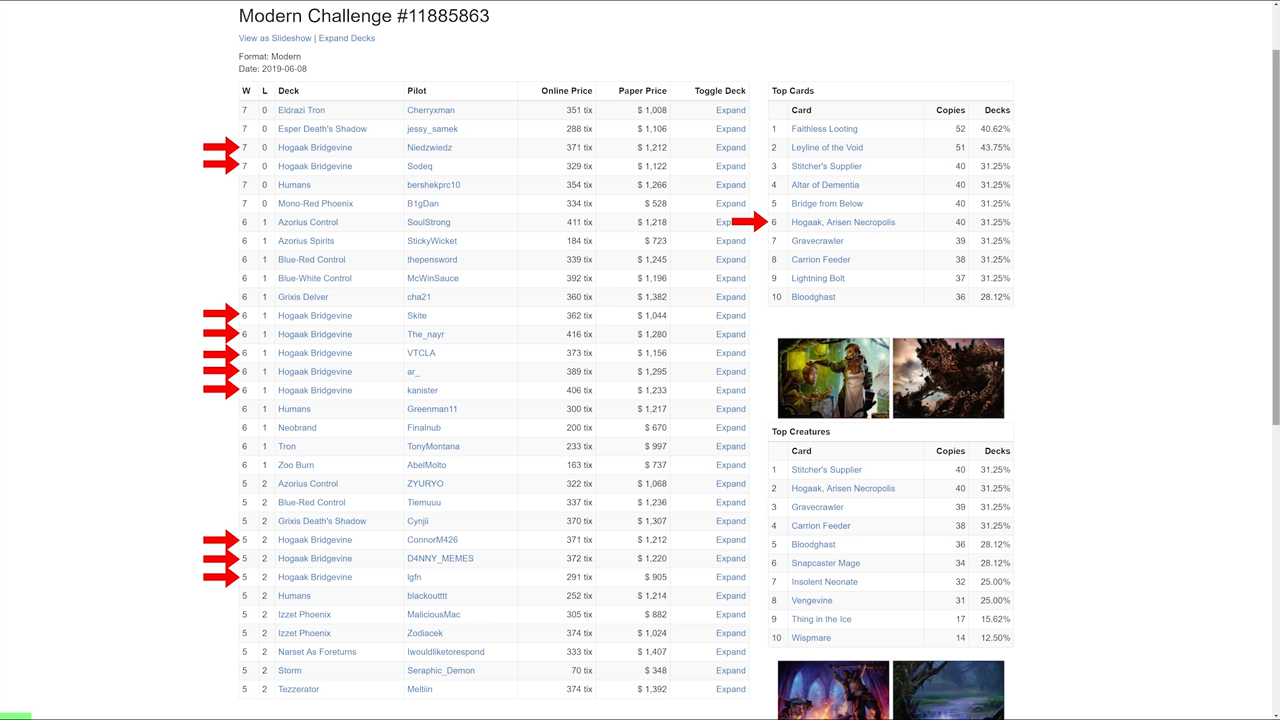 Modern Challenge #11885863
View as Slideshow | Expand Decks
Format: Modern
Date: 2019-06-08
W L Deck Pilot Online Price Paper Price Toggle Deck
7 0 Eldrazi Tron Cherryxman 351 tix $ 1,008 Expand
7 0 Esper Death's Shadow jessy_samek 288 tix $ 1,106 Expand
7 0 Hogaak Bridgevine Niedzwiedz 371 tix $ 1,212 Expand
7 0 Hogaak Bridgevine Sodeq 329 tix $ 1,122 Expand
7 0 Humans bershekprc10 354 tix $ 1,266 Expand
7 0 Mono-Red Phoenix B1gDan 334 tix $ 528 Expand
6 1 Azorius Control SoulStrong 411 tix $ 1,218
6 1 Azorius Spirits StickyWicket 184 tix $ 723 Expand
6 1 Blue-Red Control thepensword 339 tix $ 1,245 Expand
6 1 Blue-White Control McWinSauce 392 tix $ 1,196 Expand
6 1 Grixis Delver cha21 360 tix $ 1,382 Expand
6 1 Hogaak Bridgevine Skite 362 tix $ 1,044 Expand
6 1 Hogaak Bridgevine The_nayr 416 tix $ 1,280 Expand
6 1 Hogaak Bridgevine VTCLA 373 tix $ 1,156 Expand
6 1 Hogaak Bridgevine ar_ 389 tix $ 1,295 Expand
6 1 Hogaak Bridgevine kanister 406 tix $ 1,233 Expand
6 1 Humans Greenman11 300 tix $ 1,217 Expand
6 1 Neobrand Finalnub 200 tix $ 670 Expand
6 1 Tron TonyMontana 233 tix $ 997 Expand
6 1 Zoo Burn AbelMolto 163 tix $ 737 Expand
5 2 Azorius Control ZYURYO 322 tix $ 1,068 Expand
5 2 Blue-Red Control Tiemuuu 337 tix $ 1,236 Expand
5 2 Grixis Death's Shadow Cynjii 370 tix $ 1,307 Expand
5 2 Hogaak Bridgevine ConnorM426 371 tix $ 1,212 Expand
5 2 Hogaak Bridgevine D4NNY_MEMES 372 tix $ 1,220 Expand
5 2 Hogaak Bridgevine lgfn 291 tix $ 905 Expand
5 2 Humans blackoutttt 252 tix $ 1,214 Expand
5 2 Izzet Phoenix MaliciousMac 305 tix $ 882 Expand
5 2 Izzet Phoenix Zodiacek 374 tix $ 1,024 Expand
5 2 Narset As Foreturns Iwouldliketorespond 333 tix $ 1,407 Expand
5 2 Storm Seraphic_Demon 70 tix $ 348 Expand
5 2 Tezzerator Meltiin 374 tix $ 1,392 Expand
Top Cards
Card Copies Decks
1 Faithless Looting 52 40.62%
2 Leyline of the Void 51 43.75%
3 Stitcher's Supplier 40 31.25%
4 Altar of Dementia 40 31.25%
5 Bridge from Below 40 31.25%
6 Hogaak, Arisen Necropolis 40 31.25%
7 Gravecrawler 39 31.25%
8 Carrion Feeder 38 31.25%
9 Lightning Bolt 37 31.25%
10 Bloodghast 36 28.12%
Top Creatures
Card Copies Decks
1 Stitcher's Supplier 40 31.25%
2 Hogaak, Arisen Necropolis 40 31.25%
3 Gravecrawler 39 31.25%
4 Carrion Feeder 38 31.25%
5 Bloodghast 36 28.12%
6 Snapcaster Mage 34 28.12%
7 Insolent Neonate 32 25.00%
8 Vengevine 31 25.00%
9 Thing in the Ice 17 15.62%
10 Wispmare 14 12.50%